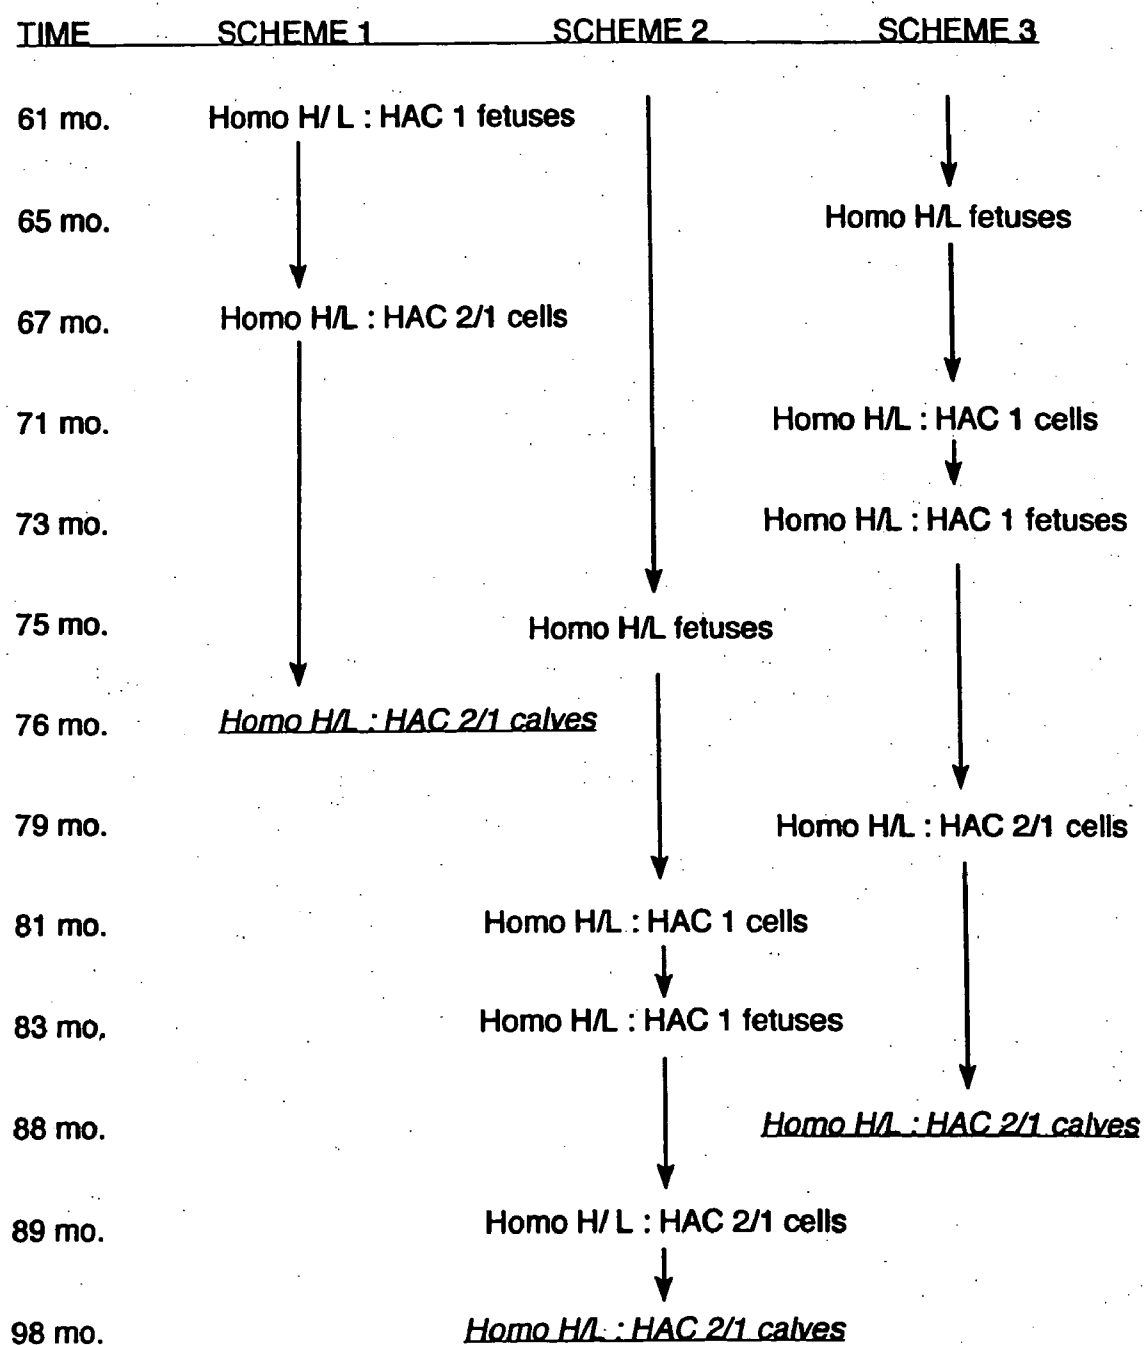 TIME SCHEME 1 SCHEME 2 SCHEME 3
61 mo. Homo H/ L : HAC 1 fetuses
65 mo. Homo H/L fetuses
67 mo. Homo H/L : HAC 2/1 cells
71 mo. Homo H/L : HAC 1 cells
73 mo. Homo H/L : HAC 1 fetuses
75 mo. Homo H/L fetuses
76 mo. Homo H/L : HAC 2/1 calves
79 mo. Homo H/L : HAC 2/1 cells
81 mo. Homo H/L : HAC 1 cells
83 mo. Homo H/L : HAC 1 fetuses
88 mo. Homo H/L : HAC 2/1 calves
89 mo. Homo H/ L : HAC 2/1 cells
98 mo. Homo H/L : HAC 2/1 calves